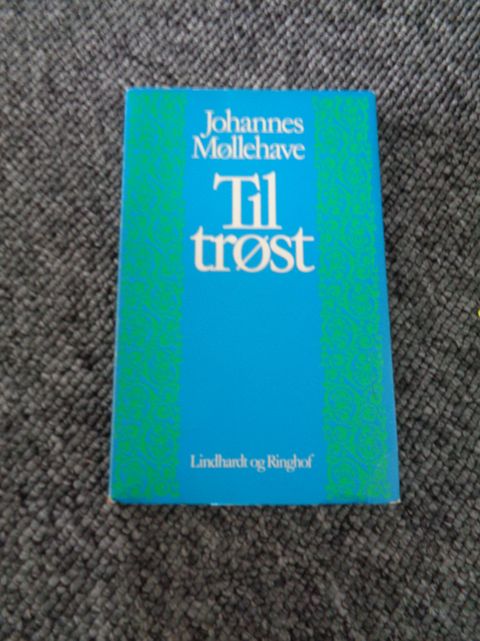 Johannes
Møllehave
Til
trøst
Lindhardt og Ringhof